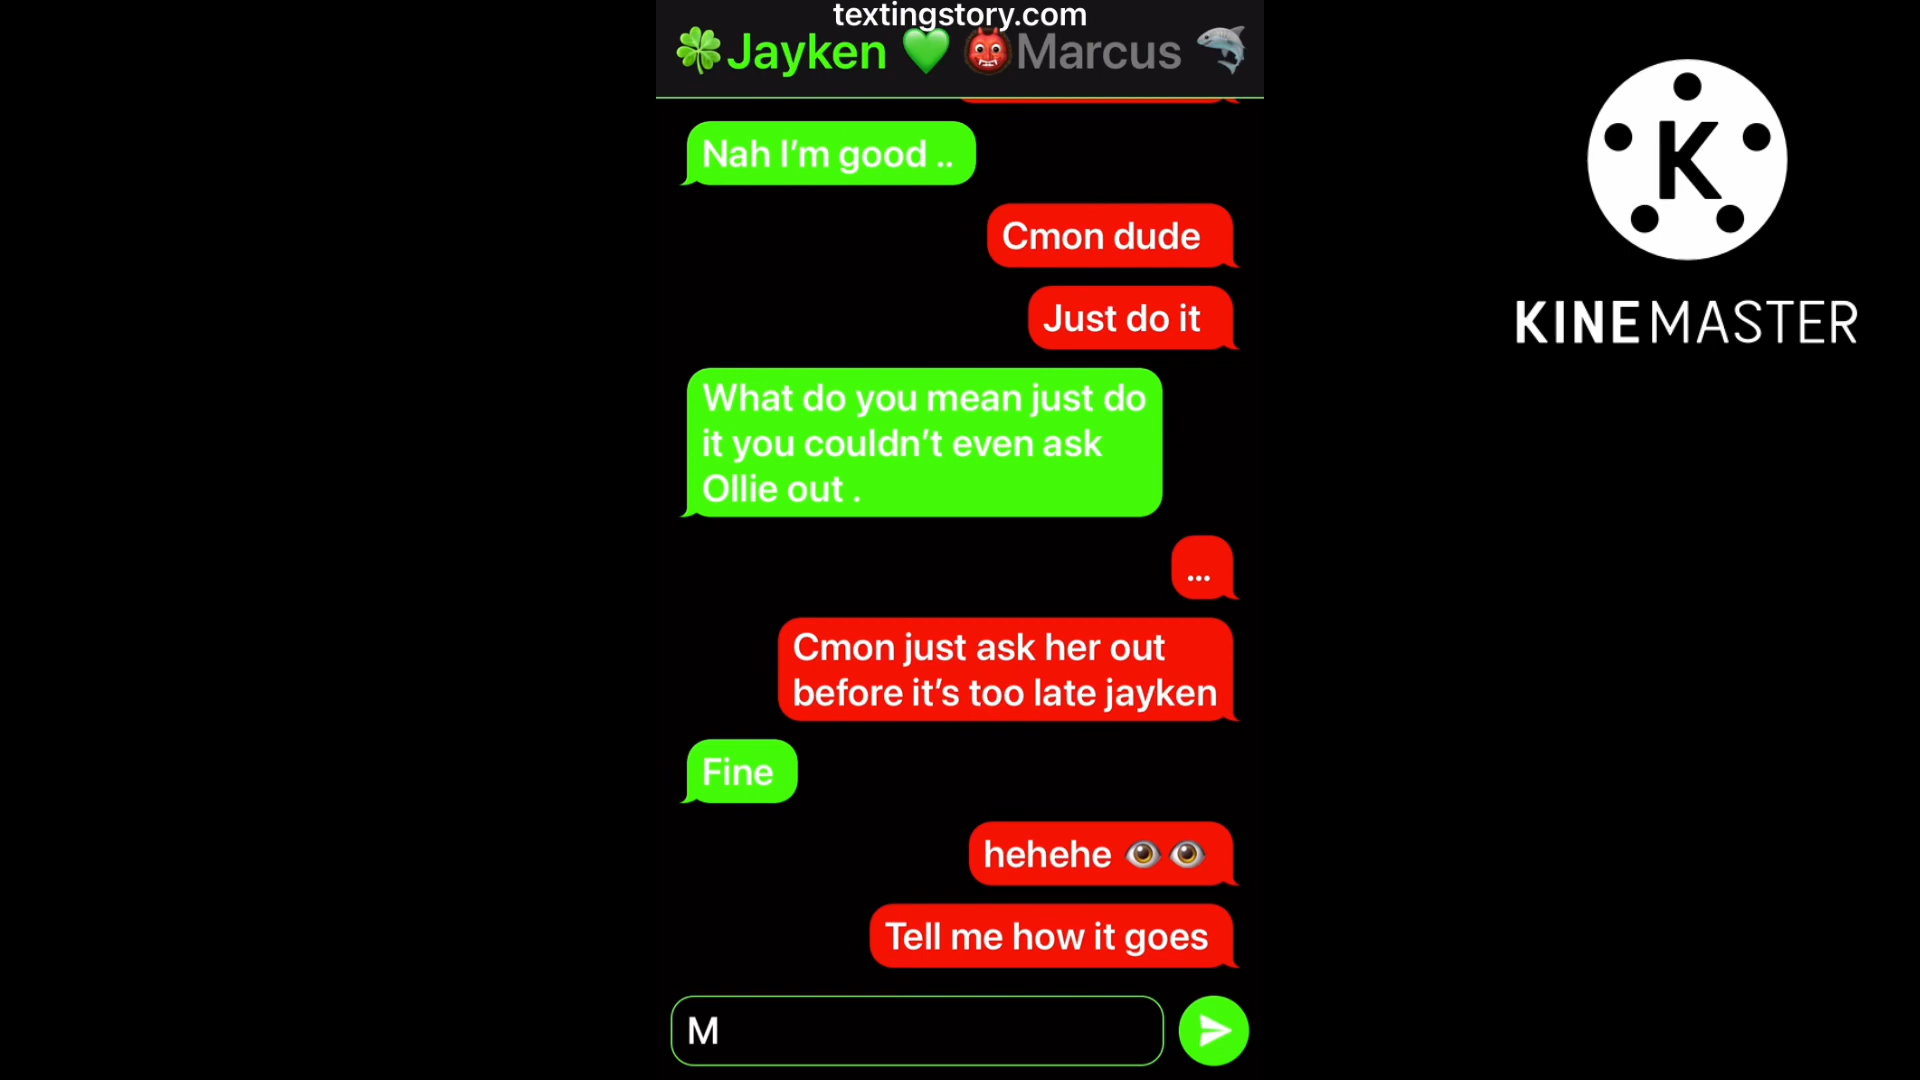 textingstory.com
🍀Jayken 💚 👹Marcus 🦈
Nah I’m good ..
Cmon dude
Just do it
What do you mean just do
it you couldn’t even ask
Ollie out .
...
Cmon just ask her out
before it’s too late jayken
Fine
hehehe 👁️👁️
Tell me how it goes
M
K
KINEMASTER